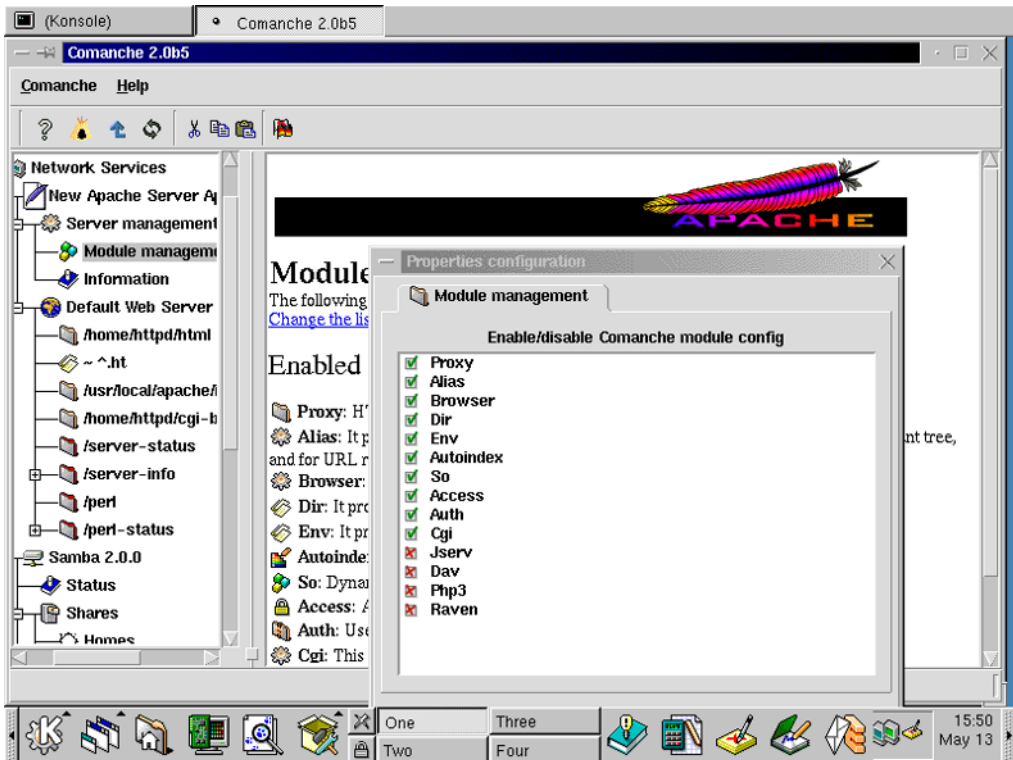 (Konsole)
Comanche 2.0b5
Comanche 2.0b5
Comanche Help
Network Services
New Apache Server A
Server management
Module manageme
Information
Default Web Server
/home/httpd/html
~ ^.ht
/usr/local/apache/
/home/httpd/cgi-b
/server-status
/server-info
/perl
/perl-status
Samba 2.0.0
Status
Shares
Homes
APACHE
Module
The following
Change the lis
Enabled
Proxy: HT
Alias: It p
nt tree,
and for URL r
Browser:
Dir: It pro
Env: It pr
Autoinde
So: Dynam
Access: A
Auth: Use
Cgi: This
Properties configuration
Module management
Enable/disable Comanche module config
Proxy
Alias
Browser
Dir
Env
Autoindex
So
Access
Auth
Cgi
Jserv
Dav
Php3
Raven
One
Two
Three
Four
15:50
May 13